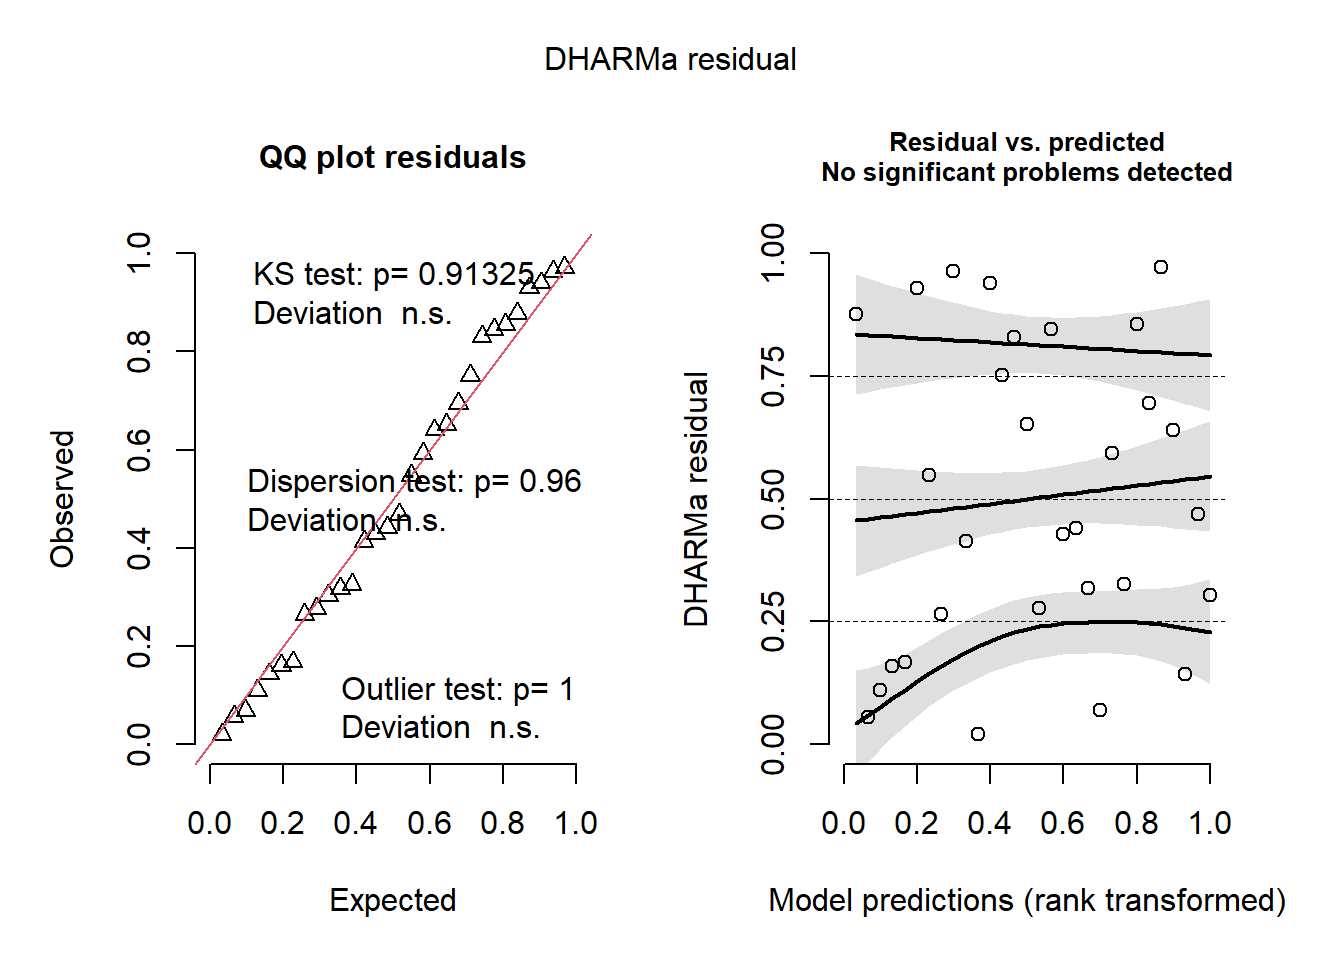 DHARMa residual
QQ plot residuals
KS test: p= 0.91325
Deviation  n.s.
Dispersion test: p= 0.96
Deviation  n.s.
Outlier test: p= 1
Deviation  n.s.
Observed
0.0 0.2 0.4 0.6 0.8 1.0
0.0 0.2 0.4 0.6 0.8 1.0
Expected
Residual vs. predicted
No significant problems detected
DHARMa residual
0.00 0.25 0.50 0.75 1.00
0.0 0.2 0.4 0.6 0.8 1.0
Model predictions (rank transformed)